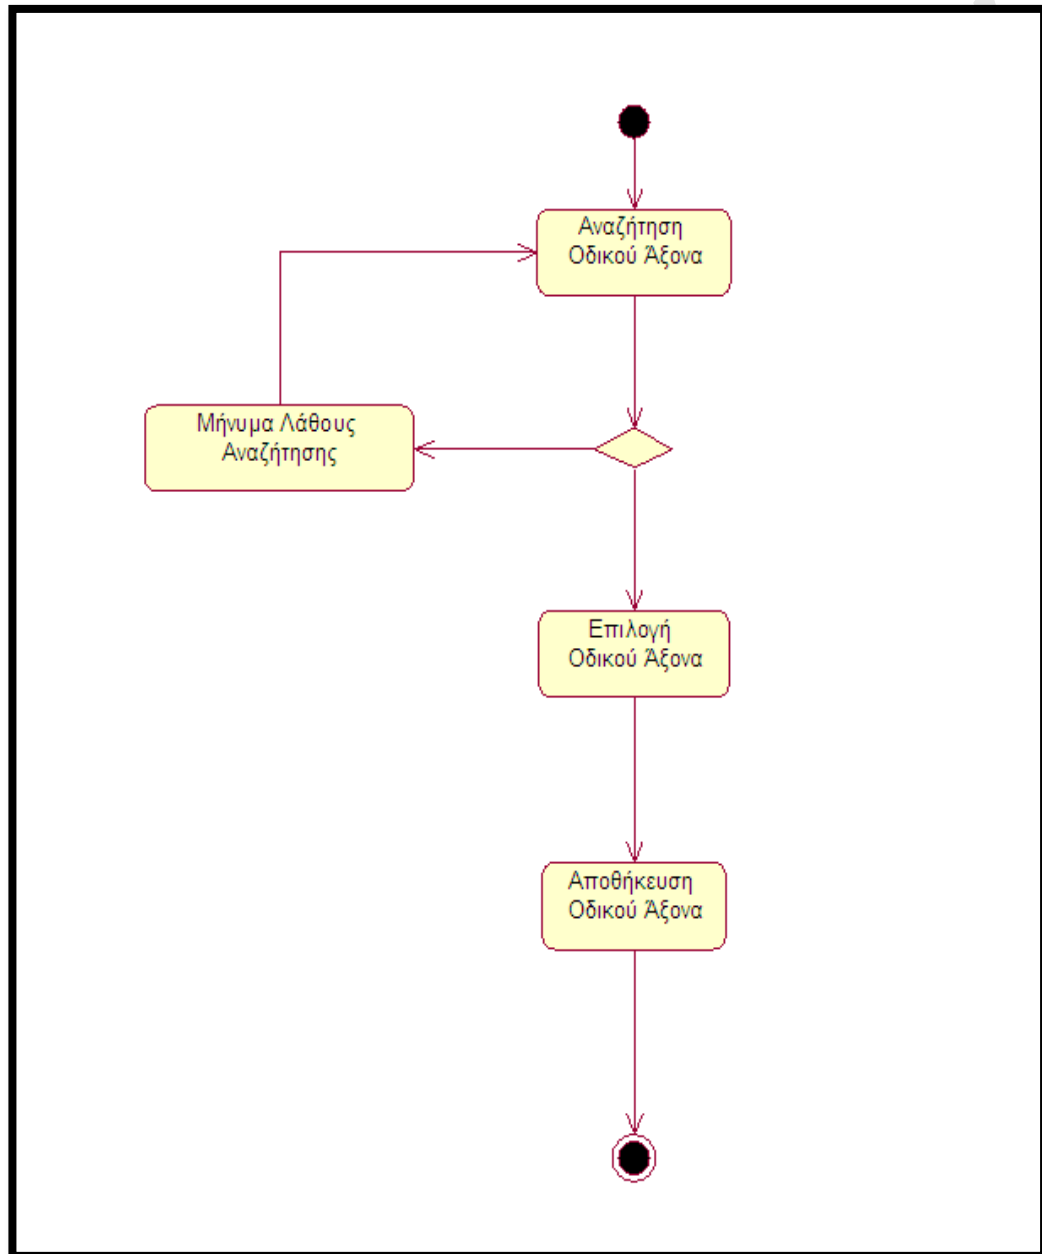 Αναζήτηση
Οδικού Άξονα
Μήνυμα Λάθους
Αναζήτησης
Επιλογή
Οδικού Άξονα
Αποθήκευση
Οδικού Άξονα